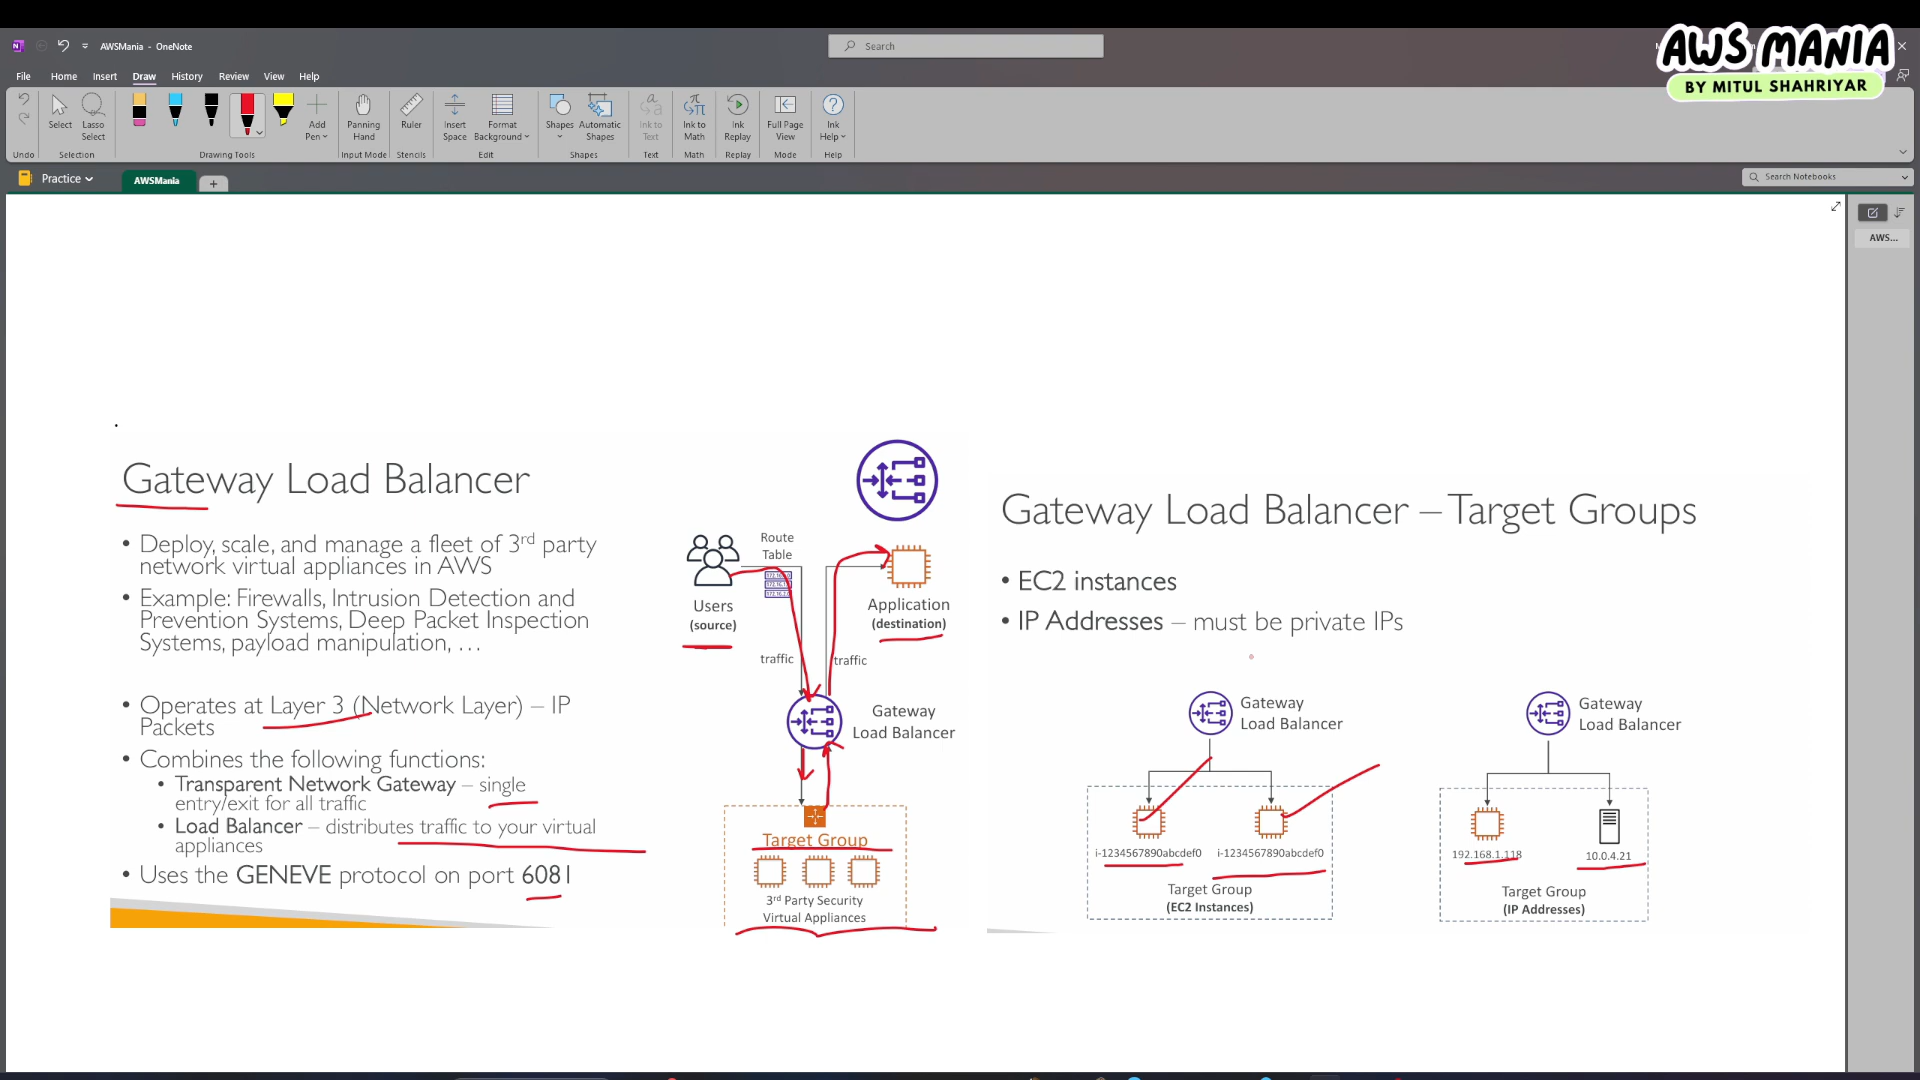 AWSMania - OneNote
Search
AWS MANIA
BY MITUL SHAHRIYAR
File Home Insert Draw History Review View Help
Select
Lasso Select
Add Pen
Panning Hand
Ruler
Insert Space
Format Background
Shapes
Automatic Shapes
Ink to Text
Ink to Math
Ink Replay
Full Page View
Ink Help
Undo Selection Drawing Tools Input Mode Stencils Edit Shapes Text Math Replay Mode Help
Practice
AWSMania
Search Notebooks
AWS...
Gateway Load Balancer
• Deploy, scale, and manage a fleet of 3rd party
network virtual appliances in AWS
• Example: Firewalls, Intrusion Detection and
Prevention Systems, Deep Packet Inspection
Systems, payload manipulation, …
• Operates at Layer 3 (Network Layer) – IP
Packets
• Combines the following functions:
• Transparent Network Gateway – single
entry/exit for all traffic
• Load Balancer – distributes traffic to your virtual
appliances
• Uses the GENEVE protocol on port 6081
Route
Table
Users
(source)
Application
(destination)
traffic
traffic
Gateway
Load Balancer
Target Group
3rd Party Security
Virtual Appliances
Gateway Load Balancer – Target Groups
• EC2 instances
• IP Addresses – must be private IPs
Gateway
Load Balancer
i-1234567890abcdef0 i-1234567890abcdef0
Target Group
(EC2 Instances)
Gateway
Load Balancer
192.168.1.118 10.0.4.21
Target Group
(IP Addresses)